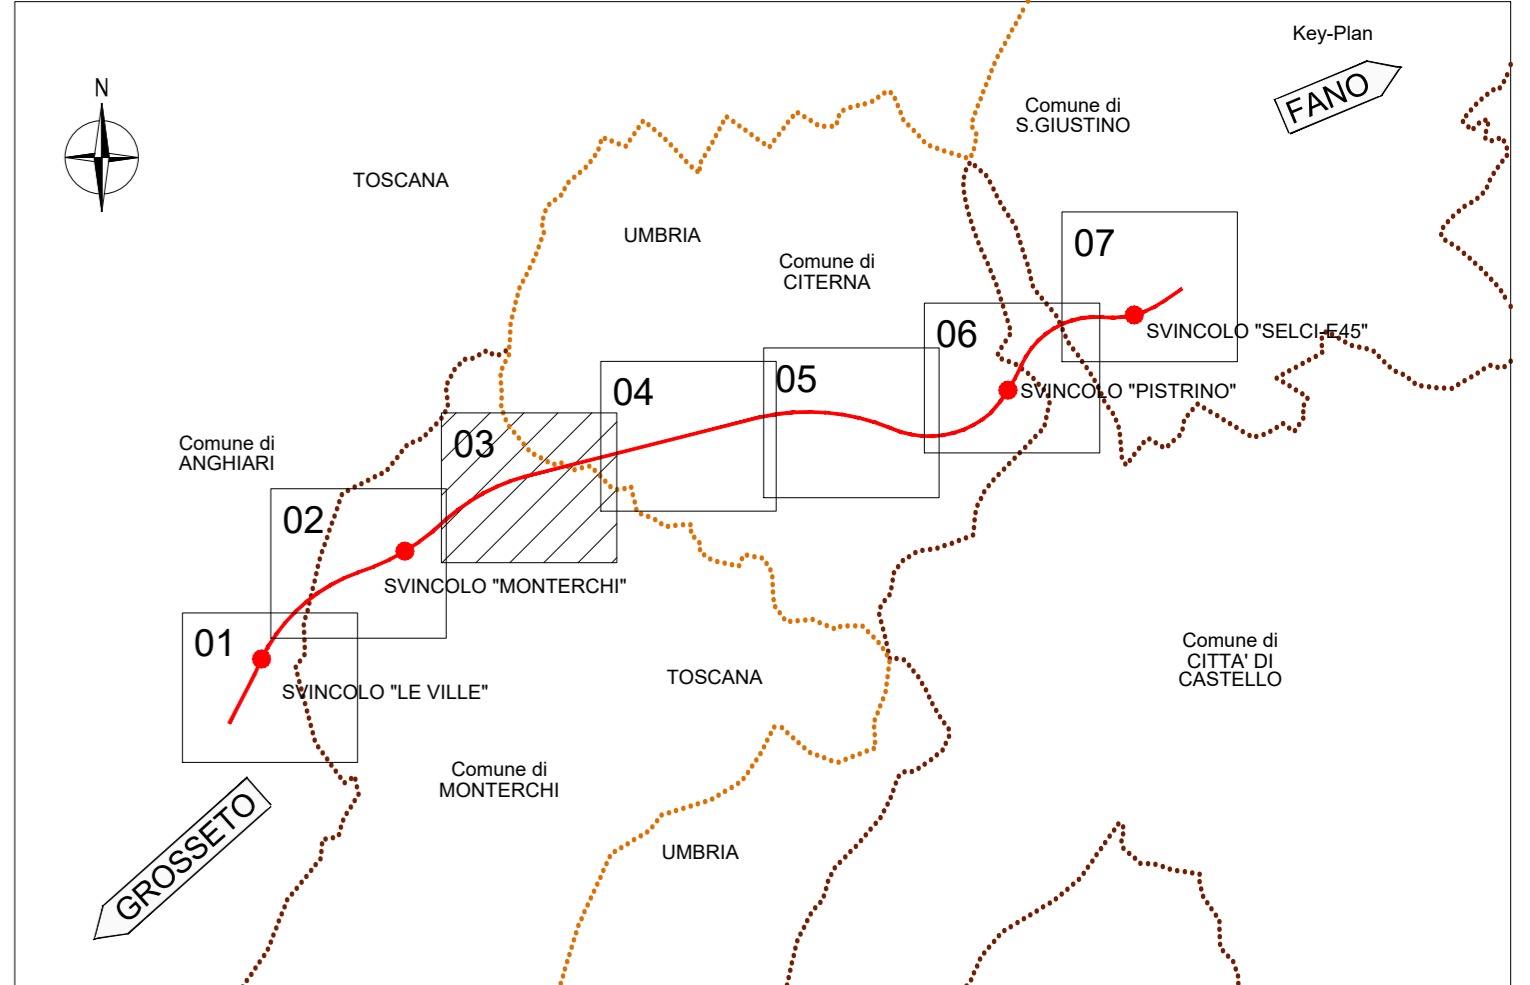 Key-Plan
N
FANO
Comune di
S.GIUSTINO
TOSCANA
UMBRIA
07
Comune di
CITERNA
06
SVINCOLO "SELCI-E45"
05
04
SVINCOLO "PISTRINO"
03
Comune di
ANGHIARI
02
SVINCOLO "MONTERCHI"
01
Comune di
CITTA' DI
CASTELLO
TOSCANA
SVINCOLO "LE VILLE"
Comune di
MONTERCHI
GROSSETO
UMBRIA